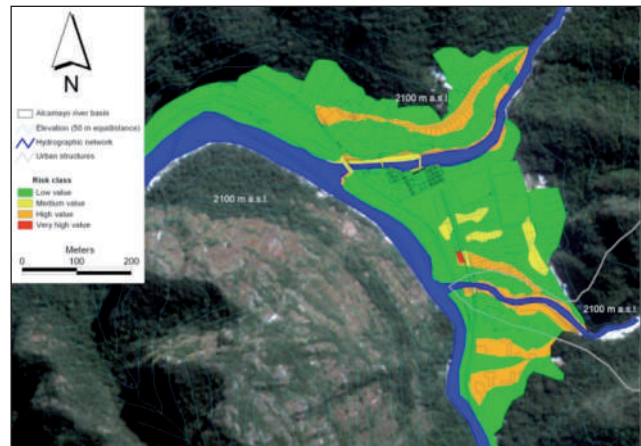 N
Alcamayo river basin
Elevation (50 m equidistance)
Hydrographic network
Urban structures
Risk class
Low value
Medium value
High value
Very high value
Meters
0 100 200
2100 m a.s.l
2100 m a.s.l.
2100 m a.s.l.